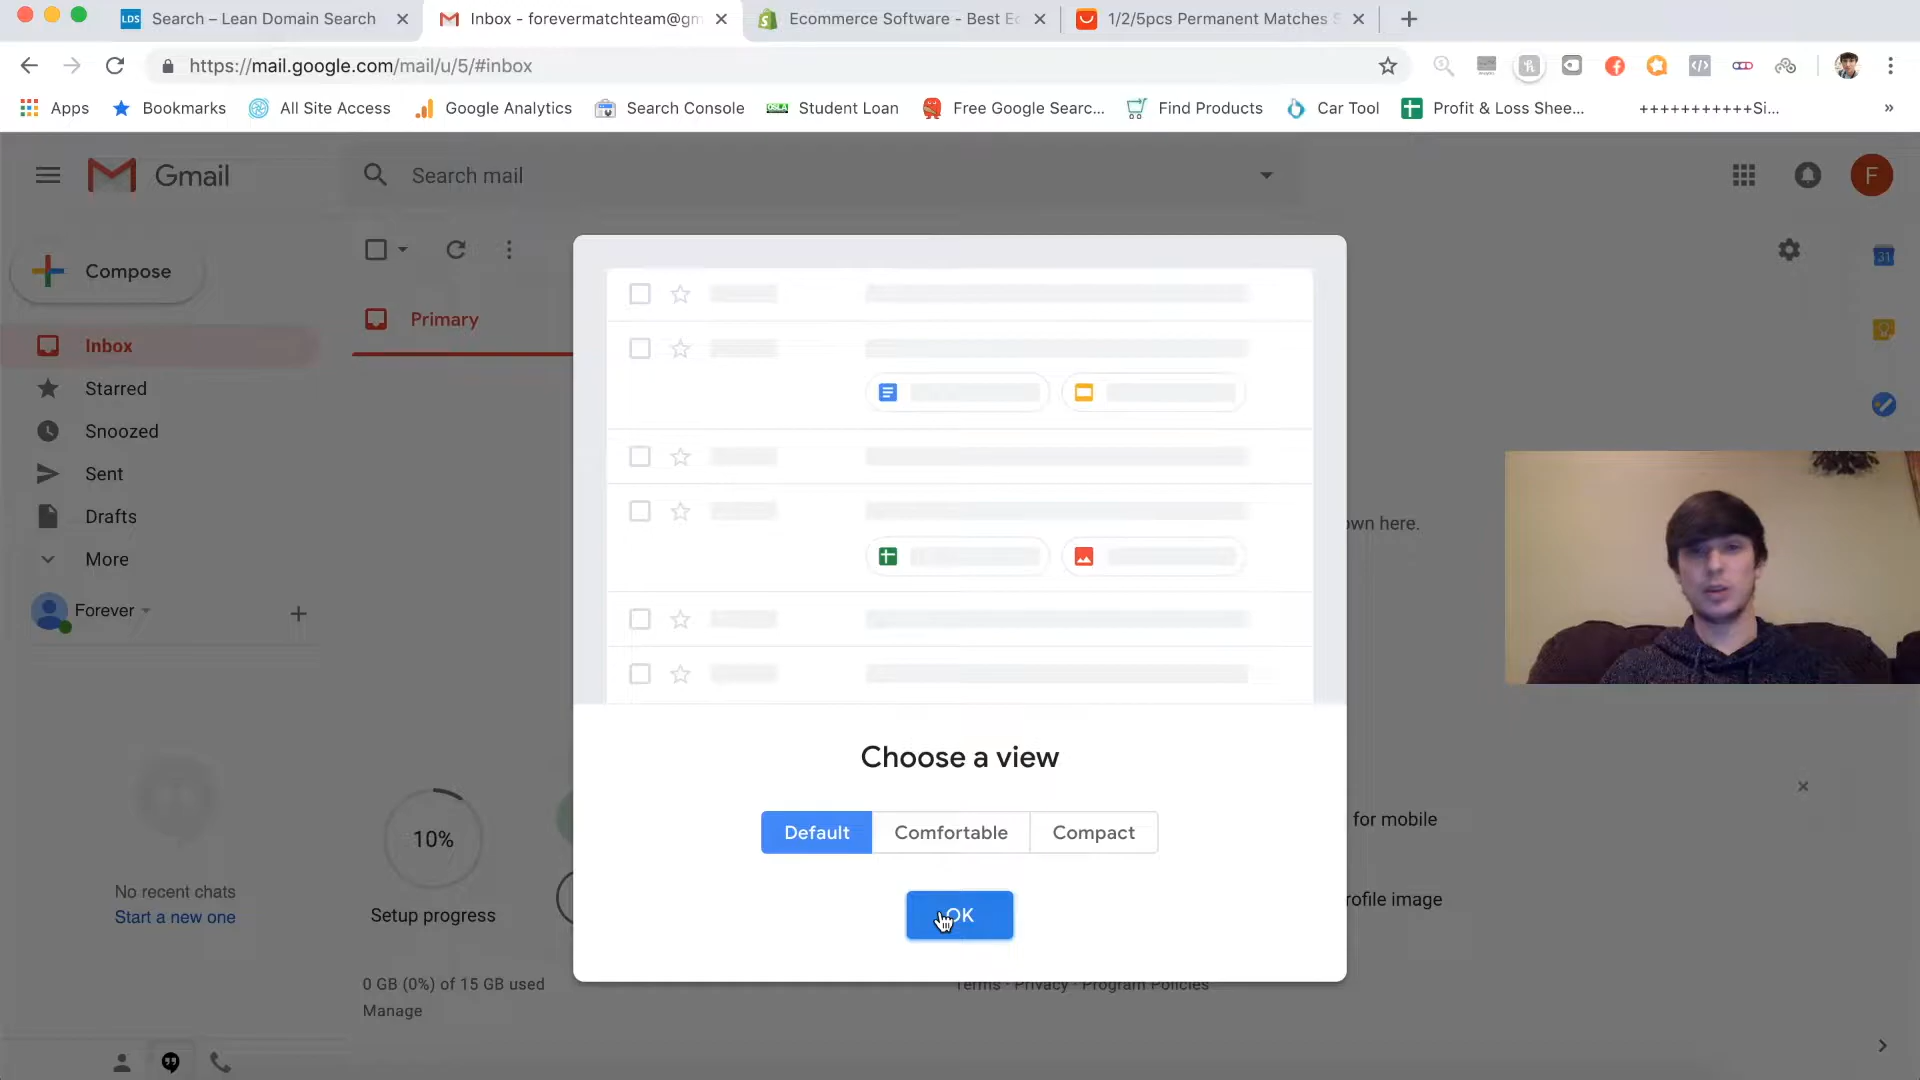 LDS Search – Lean Domain Search
Inbox - forevermatchteam@gm
Ecommerce Software - Best Ec
1/2/5pcs Permanent Matches S
https://mail.google.com/mail/u/5/#inbox
Apps
Bookmarks
All Site Access
Google Analytics
Search Console
Student Loan
Free Google Searc...
Find Products
Car Tool
Profit & Loss Shee...
+++++++++++Si...
»
Gmail
Search mail
F
Compose
31
Primary
Inbox
Starred
Snoozed
Sent
Drafts
More
Forever
own here.
Choose a view
Default
Comfortable
Compact
OK
10%
Setup progress
for mobile
rofile image
No recent chats
Start a new one
0 GB (0%) of 15 GB used
Manage
Terms · Privacy · Program Policies